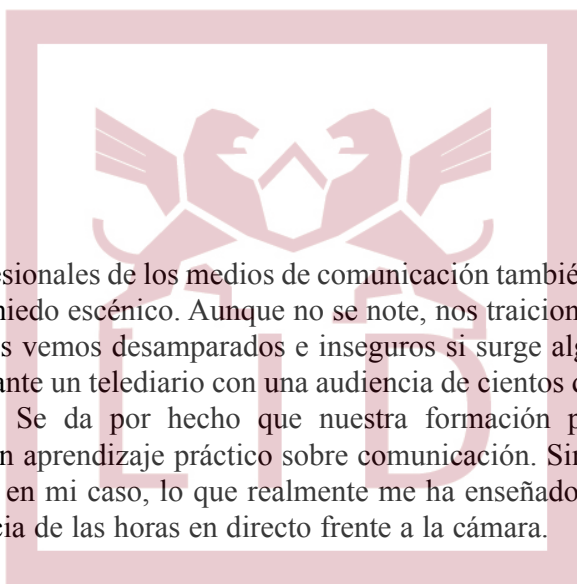 esionales de los medios de comunicación tambié
niedo escénico. Aunque no se note, nos traicion
s vemos desamparados e inseguros si surge alg
ante un telediario con una audiencia de cientos d
Se da por hecho que nuestra formación p
n aprendizaje práctico sobre comunicación. Sin
en mi caso, lo que realmente me ha enseñado
cia de las horas en directo frente a la cámara.
LID